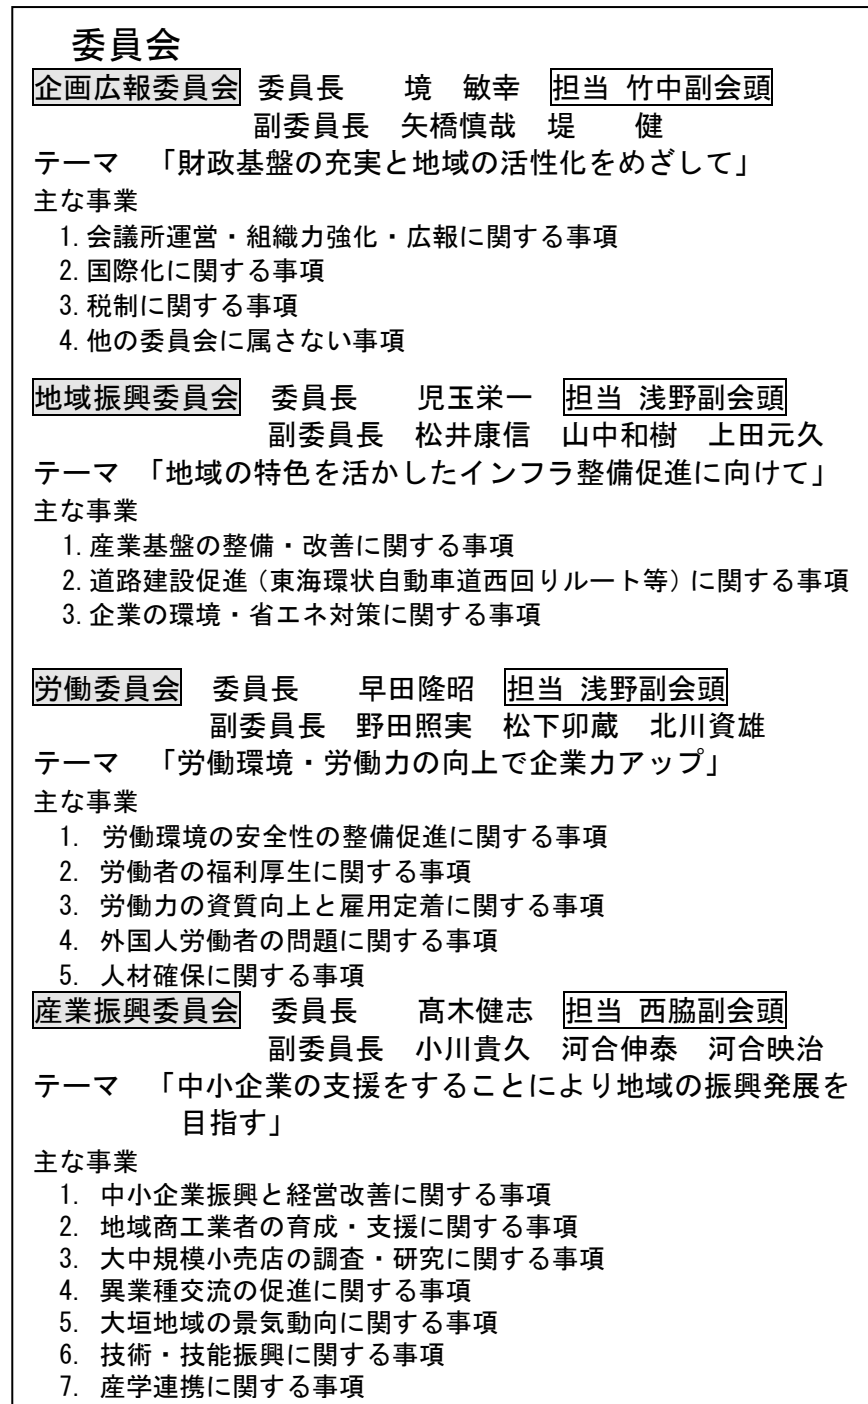 委員会
企画広報委員会 委員長 境 敏幸 担当 竹中副会頭
副委員長 矢橋慎哉 堤 健
テーマ 「財政基盤の充実と地域の活性化をめざして」
主な事業
1.会議所運営・組織力強化・広報に関する事項
2.国際化に関する事項
3.税制に関する事項
4.他の委員会に属さない事項
地域振興委員会 委員長 児玉栄一 担当 浅野副会頭
副委員長 松井康信 山中和樹 上田元久
テーマ 「地域の特色を活かしたインフラ整備促進に向けて」
主な事業
1.産業基盤の整備・改善に関する事項
2.道路建設促進(東海環状自動車道西回りルート等)に関する事項
3.企業の環境・省エネ対策に関する事項
労働委員会 委員長 早田隆昭 担当 浅野副会頭
副委員長 野田照実 松下卯蔵 北川資雄
テーマ 「労働環境・労働力の向上で企業力アップ」
主な事業
1. 労働環境の安全性の整備促進に関する事項
2. 労働者の福利厚生に関する事項
3. 労働力の資質向上と雇用定着に関する事項
4. 外国人労働者の問題に関する事項
5. 人材確保に関する事項
産業振興委員会 委員長 髙木健志 担当 西脇副会頭
副委員長 小川貴久 河合伸泰 河合映治
テーマ 「中小企業の支援をすることにより地域の振興発展を
目指す」
主な事業
1. 中小企業振興と経営改善に関する事項
2. 地域商工業者の育成・支援に関する事項
3. 大中規模小売店の調査・研究に関する事項
4. 異業種交流の促進に関する事項
5. 大垣地域の景気動向に関する事項
6. 技術・技能振興に関する事項
7. 産学連携に関する事項